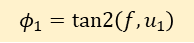 ϕ₁ = tan2(f, u₁)